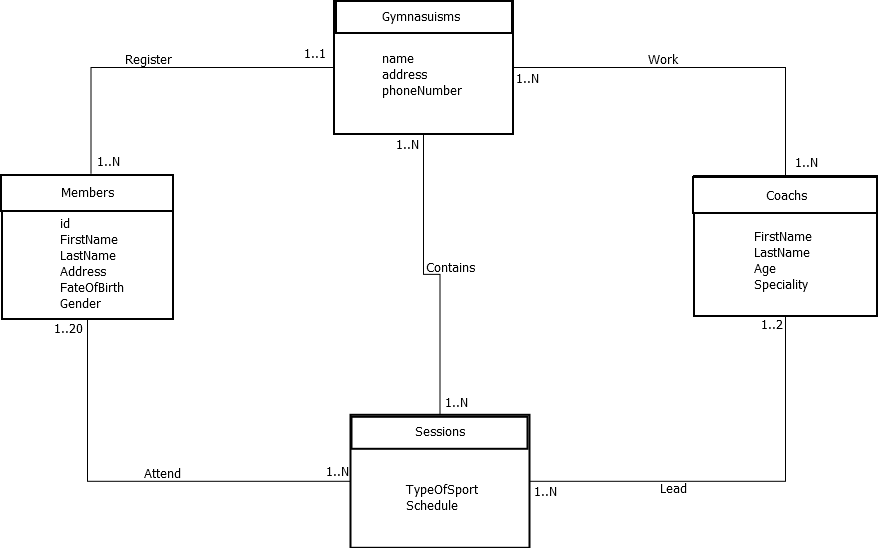 Gymnasuisms
name
address
phoneNumber
Register
1..1
1..N
Work
1..N
1..N
1..N
Members
id
FirstName
LastName
Address
FateOfBirth
Gender
Coachs
FirstName
LastName
Age
Speciality
Contains
1..20
1..2
1..N
Sessions
TypeOfSport
Schedule
Attend
1..N
1..N
Lead